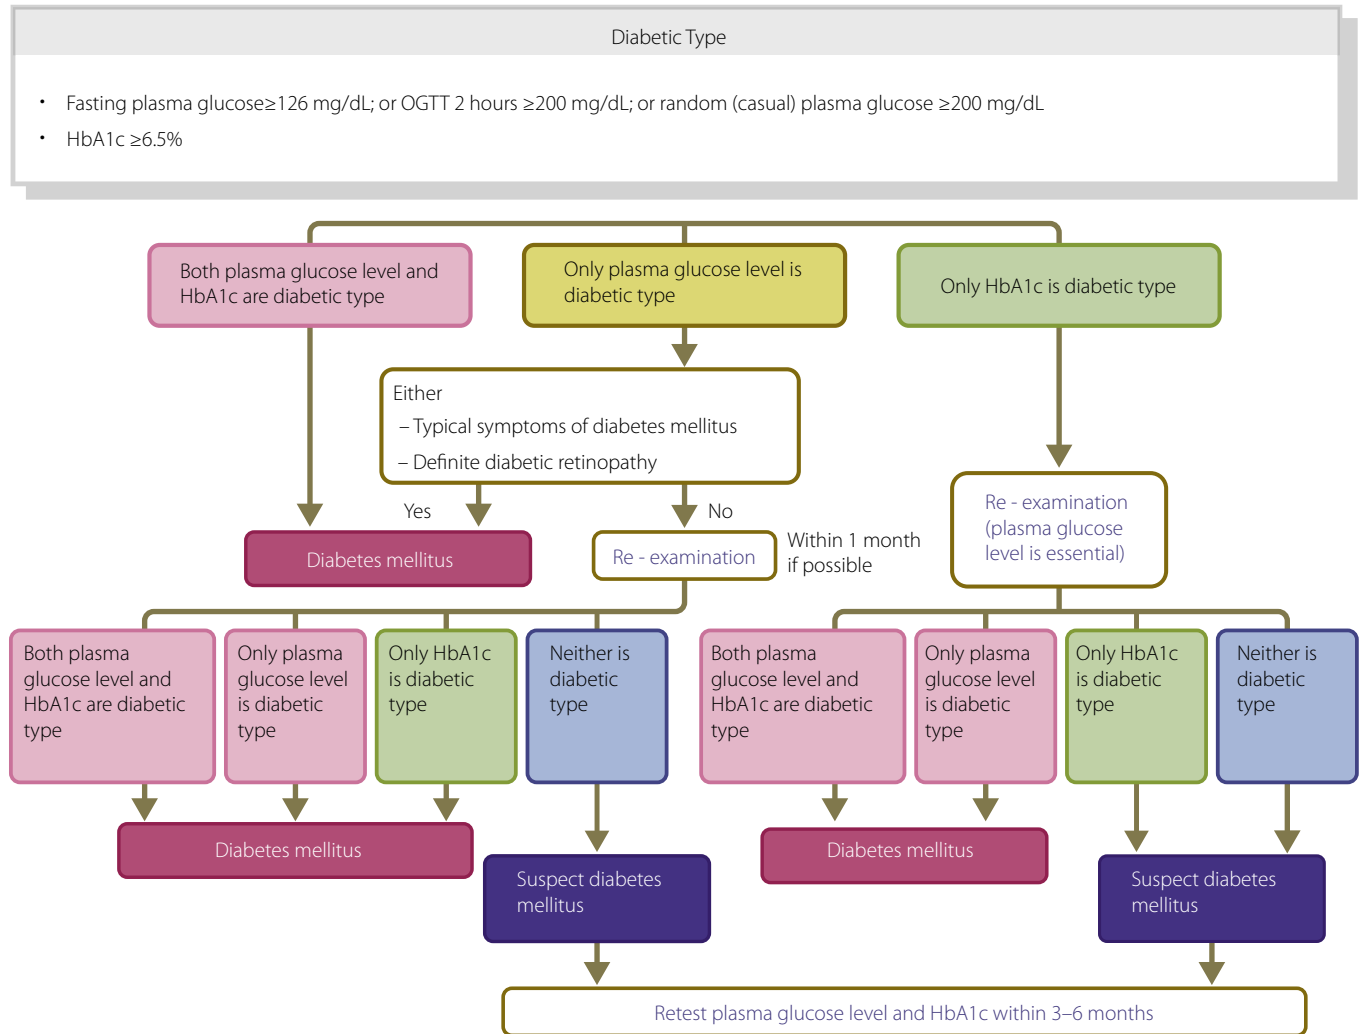 Diabetic Type
• Fasting plasma glucose≥126 mg/dL; or OGTT 2 hours ≥200 mg/dL; or random (casual) plasma glucose ≥200 mg/dL
• HbA1c ≥6.5%
Both plasma glucose level and
HbA1c are diabetic type
Only plasma glucose level is
diabetic type
Only HbA1c is diabetic type
Either
– Typical symptoms of diabetes mellitus
– Definite diabetic retinopathy
Yes
No
Diabetes mellitus
Re - examination
Within 1 month
if possible
Re - examination
(plasma glucose
level is essential)
Both plasma
glucose level and
HbA1c are diabetic
type
Only plasma
glucose level
is diabetic
type
Only HbA1c
is diabetic
type
Neither is
diabetic
type
Both plasma
glucose level and
HbA1c are diabetic
type
Only plasma
glucose level
is diabetic
type
Only HbA1c
is diabetic
type
Neither is
diabetic
type
Diabetes mellitus
Suspect diabetes
mellitus
Diabetes mellitus
Suspect diabetes
mellitus
Retest plasma glucose level and HbA1c within 3–6 months